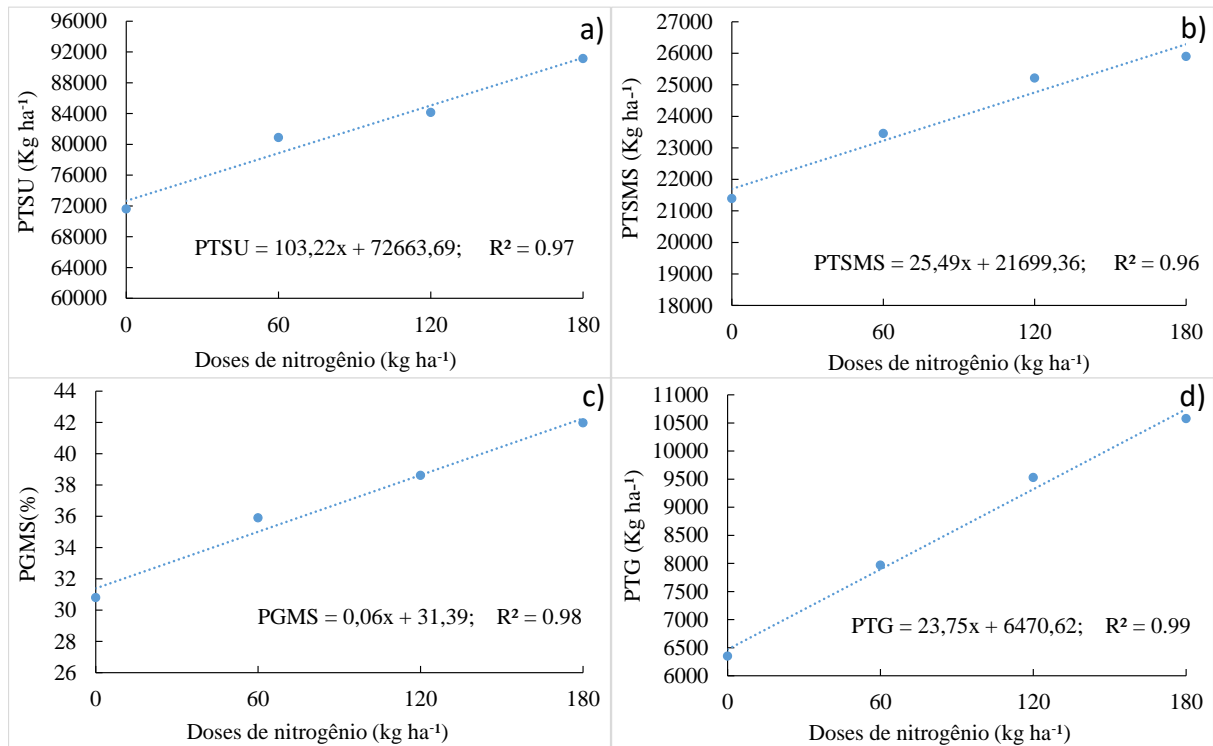 a)
96000
92000
88000
84000
80000
76000
72000
68000
64000
60000
PTSU (Kg ha⁻¹)
PTSU = 103,22x + 72663,69; R² = 0.97
0 60 120 180
Doses de nitrogênio (kg ha⁻¹)
b)
27000
26000
25000
24000
23000
22000
21000
20000
19000
18000
PTSMS (Kg ha-¹)
PTSMS = 25,49x + 21699,36; R² = 0.96
0 60 120 180
Doses de nitrogênio (kg ha⁻¹)
c)
44
42
40
38
36
34
32
30
28
26
PGMS(%)
PGMS = 0,06x + 31,39; R² = 0.98
0 60 120 180
Doses de nitrogênio (kg ha⁻¹)
d)
11000
10500
10000
9500
9000
8500
8000
7500
7000
6500
6000
PTG (Kg ha-¹)
PTG = 23,75x + 6470,62; R² = 0.99
0 60 120 180
Doses de nitrogênio (kg ha⁻¹)